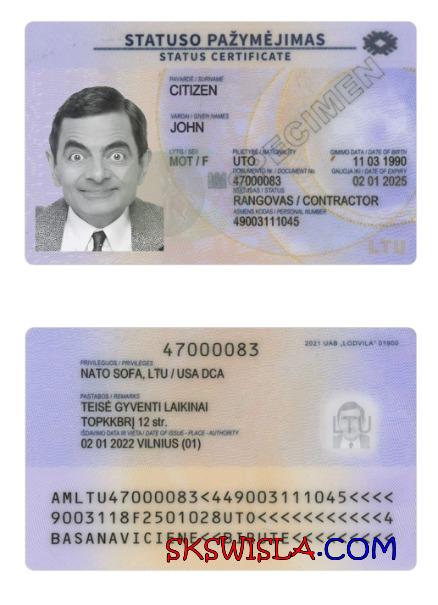 STATUSO PAŽYMĖJIMAS
STATUS CERTIFICATE
PAVARDĖ / SURNAME
CITIZEN
VARDAI / GIVEN NAMES
JOHN
LYTIS / SEX PILIETYBĖ / NATIONALITY GIMIMO DATA / DATE OF BIRTH
MOT / F UTO 11 03 1990
DOKUMENTO Nr. / DOCUMENT No GALIOJA IKI / DATE OF EXPIRY
47000083 02 01 2025
STATUSAS / STATUS
RANGOVAS / CONTRACTOR
ASMENS KODAS / PERSONAL NUMBER
49003111045
SPECIMEN
LTU
47000083
2021 UAB „LODVILA" 01900
PRIVILEGIJOS / PRIVILEGES
NATO SOFA, LTU / USA DCA
PASTABOS / REMARKS
TEISĖ GYVENTI LAIKINAI
TOPKKBRĮ 12 str.
IŠDAVIMO DATA IR VIETA / DATE OF ISSUE - PLACE - AUTHORITY
02 01 2022 VILNIUS (01)
LTU
AMLTU47000083<449003111045<<<<
9003118F2501028UTO<<<<<<<<<<<4
BASANAVICIENE<<BIRUTE<<<<<<<<<
SKSWISLA.COM